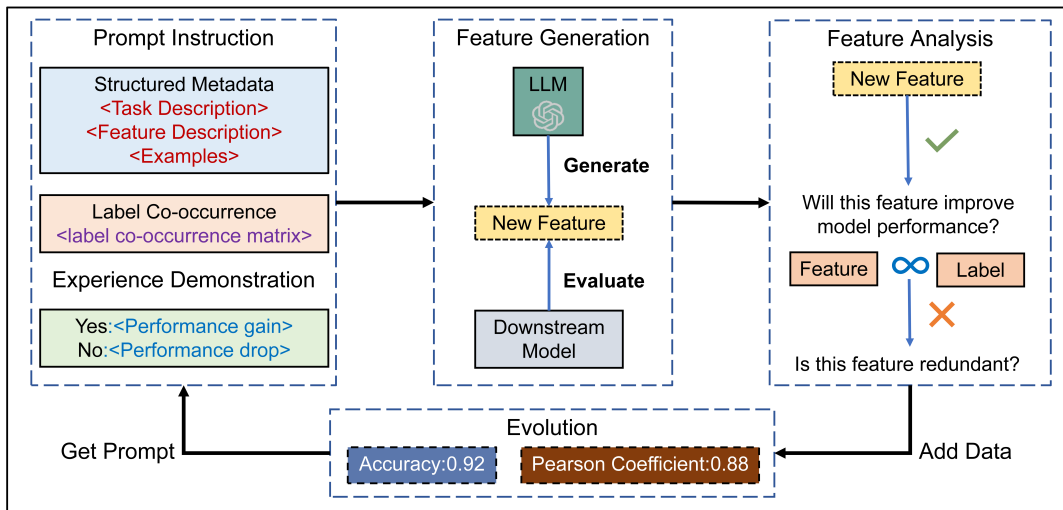 Prompt Instruction
Structured Metadata
<Task Description>
<Feature Description>
<Examples>
Label Co-occurrence
<label co-occurrence matrix>
Experience Demonstration
Yes:<Performance gain>
No:<Performance drop>
Feature Generation
LLM
Generate
New Feature
Evaluate
Downstream
Model
Feature Analysis
New Feature
Will this feature improve
model performance?
Feature
Label
Is this feature redundant?
Get Prompt
Evolution
Accuracy:0.92
Pearson Coefficient:0.88
Add Data